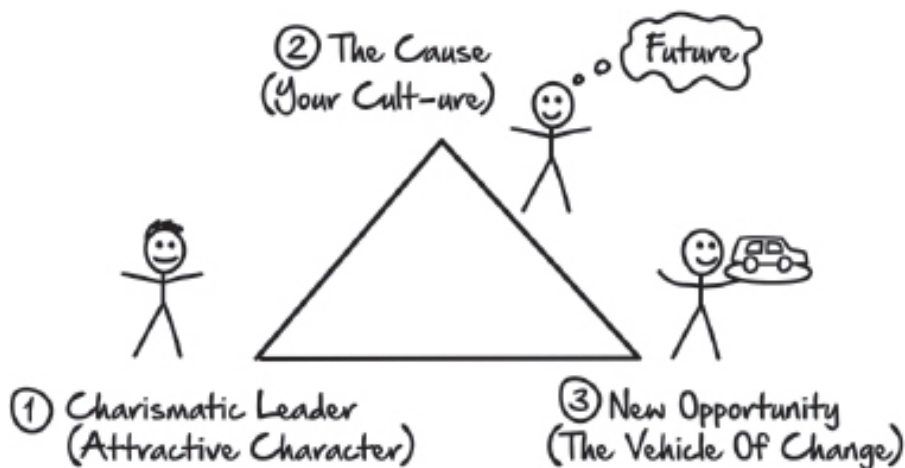 ② The Cause
(Your Cult-ure)
Future
① Charismatic Leader
(Attractive Character)
③ New Opportunity
(The Vehicle Of Change)